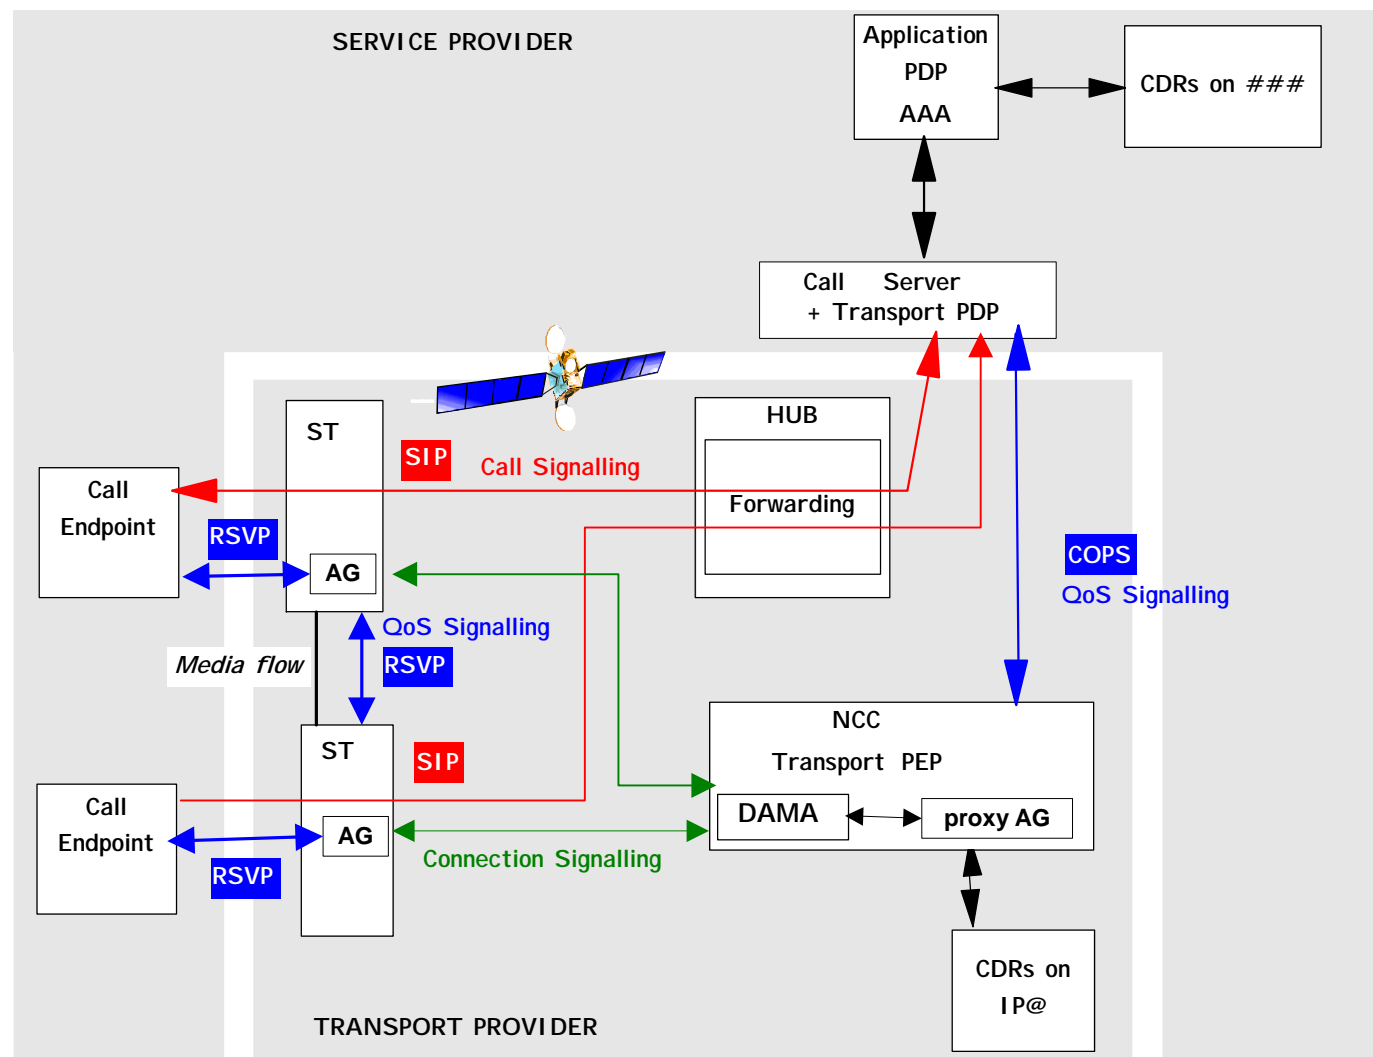 SERVICE PROVIDER
Application
PDP
AAA
CDRs on ###
Call Server
+ Transport PDP
ST
SIP
Call Signalling
HUB
Forwarding
Call
Endpoint
RSVP
AG
COPS
QoS Signalling
QoS Signalling
RSVP
Media flow
NCC
Transport PEP
ST
SIP
DAMA
proxy AG
Call
Endpoint
AG
RSVP
Connection Signalling
CDRs on
IP@
TRANSPORT PROVIDER